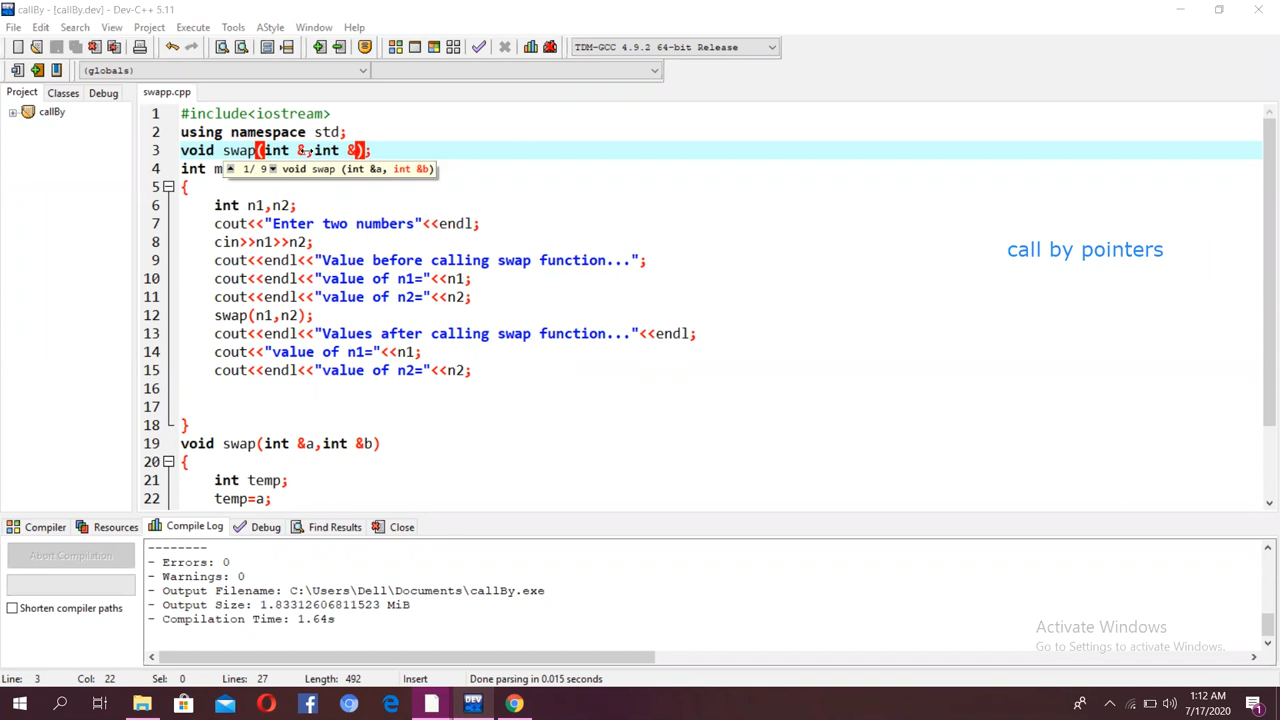 callBy - [callBy.dev] - Dev-C++ 5.11
File Edit Search View Project Execute Tools AStyle Window Help
TDM-GCC 4.9.2 64-bit Release
(globals)
Project Classes Debug swapp.cpp
callBy
1 #include<iostream>
2 using namespace std;
3 void swap(int &,int &);
1/ 9 void swap (int &a, int &b)
4 int m
5 {
6 int n1,n2;
7 cout<<"Enter two numbers"<<endl;
8 cin>>n1>>n2;
9 cout<<endl<<"Value before calling swap function...";
10 cout<<endl<<"value of n1="<<n1;
11 cout<<endl<<"value of n2="<<n2;
12 swap(n1,n2);
13 cout<<endl<<"Values after calling swap function..."<<endl;
14 cout<<"value of n1="<<n1;
15 cout<<endl<<"value of n2="<<n2;
16
17
18 }
19 void swap(int &a,int &b)
20 {
21 int temp;
22 temp=a;
call by pointers
Compiler Resources Compile Log Debug Find Results Close
Abort Compilation
Shorten compiler paths
--------
- Errors: 0
- Warnings: 0
- Output Filename: C:\Users\Dell\Documents\callBy.exe
- Output Size: 1.83312606811523 MiB
- Compilation Time: 1.64s
Activate Windows
Go to Settings to activate Windows.
Line: 3 Col: 22 Sel: 0 Lines: 27 Length: 492 Insert Done parsing in 0.015 seconds
DEV
1:12 AM
7/17/2020
1